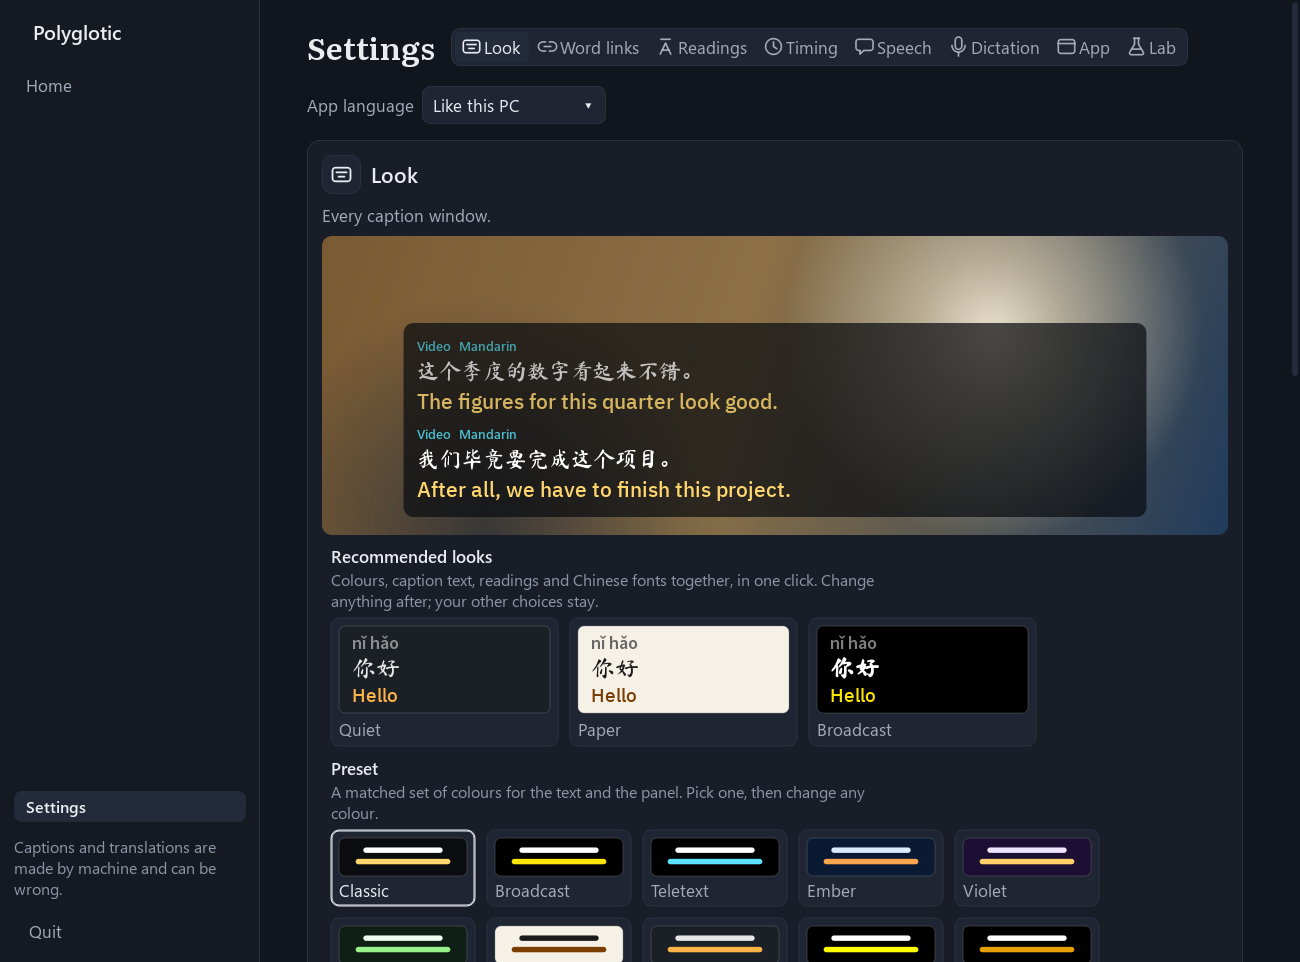 Polyglotic
Home
Settings
Look
Word links
Readings
Timing
Speech
Dictation
App
Lab
App language
Like this PC
Look
Every caption window.
Video Mandarin
这个季度的数字看起来不错。
The figures for this quarter look good.
Video Mandarin
我们毕竟要完成这个项目。
After all, we have to finish this project.
Recommended looks
Colours, caption text, readings and Chinese fonts together, in one click. Change
anything after; your other choices stay.
nǐ hǎo
你好
Hello
Quiet
nǐ hǎo
你好
Hello
Paper
nǐ hǎo
你好
Hello
Broadcast
Preset
A matched set of colours for the text and the panel. Pick one, then change any
colour.
Classic
Broadcast
Teletext
Ember
Violet
Settings
Captions and translations are
made by machine and can be
wrong.
Quit